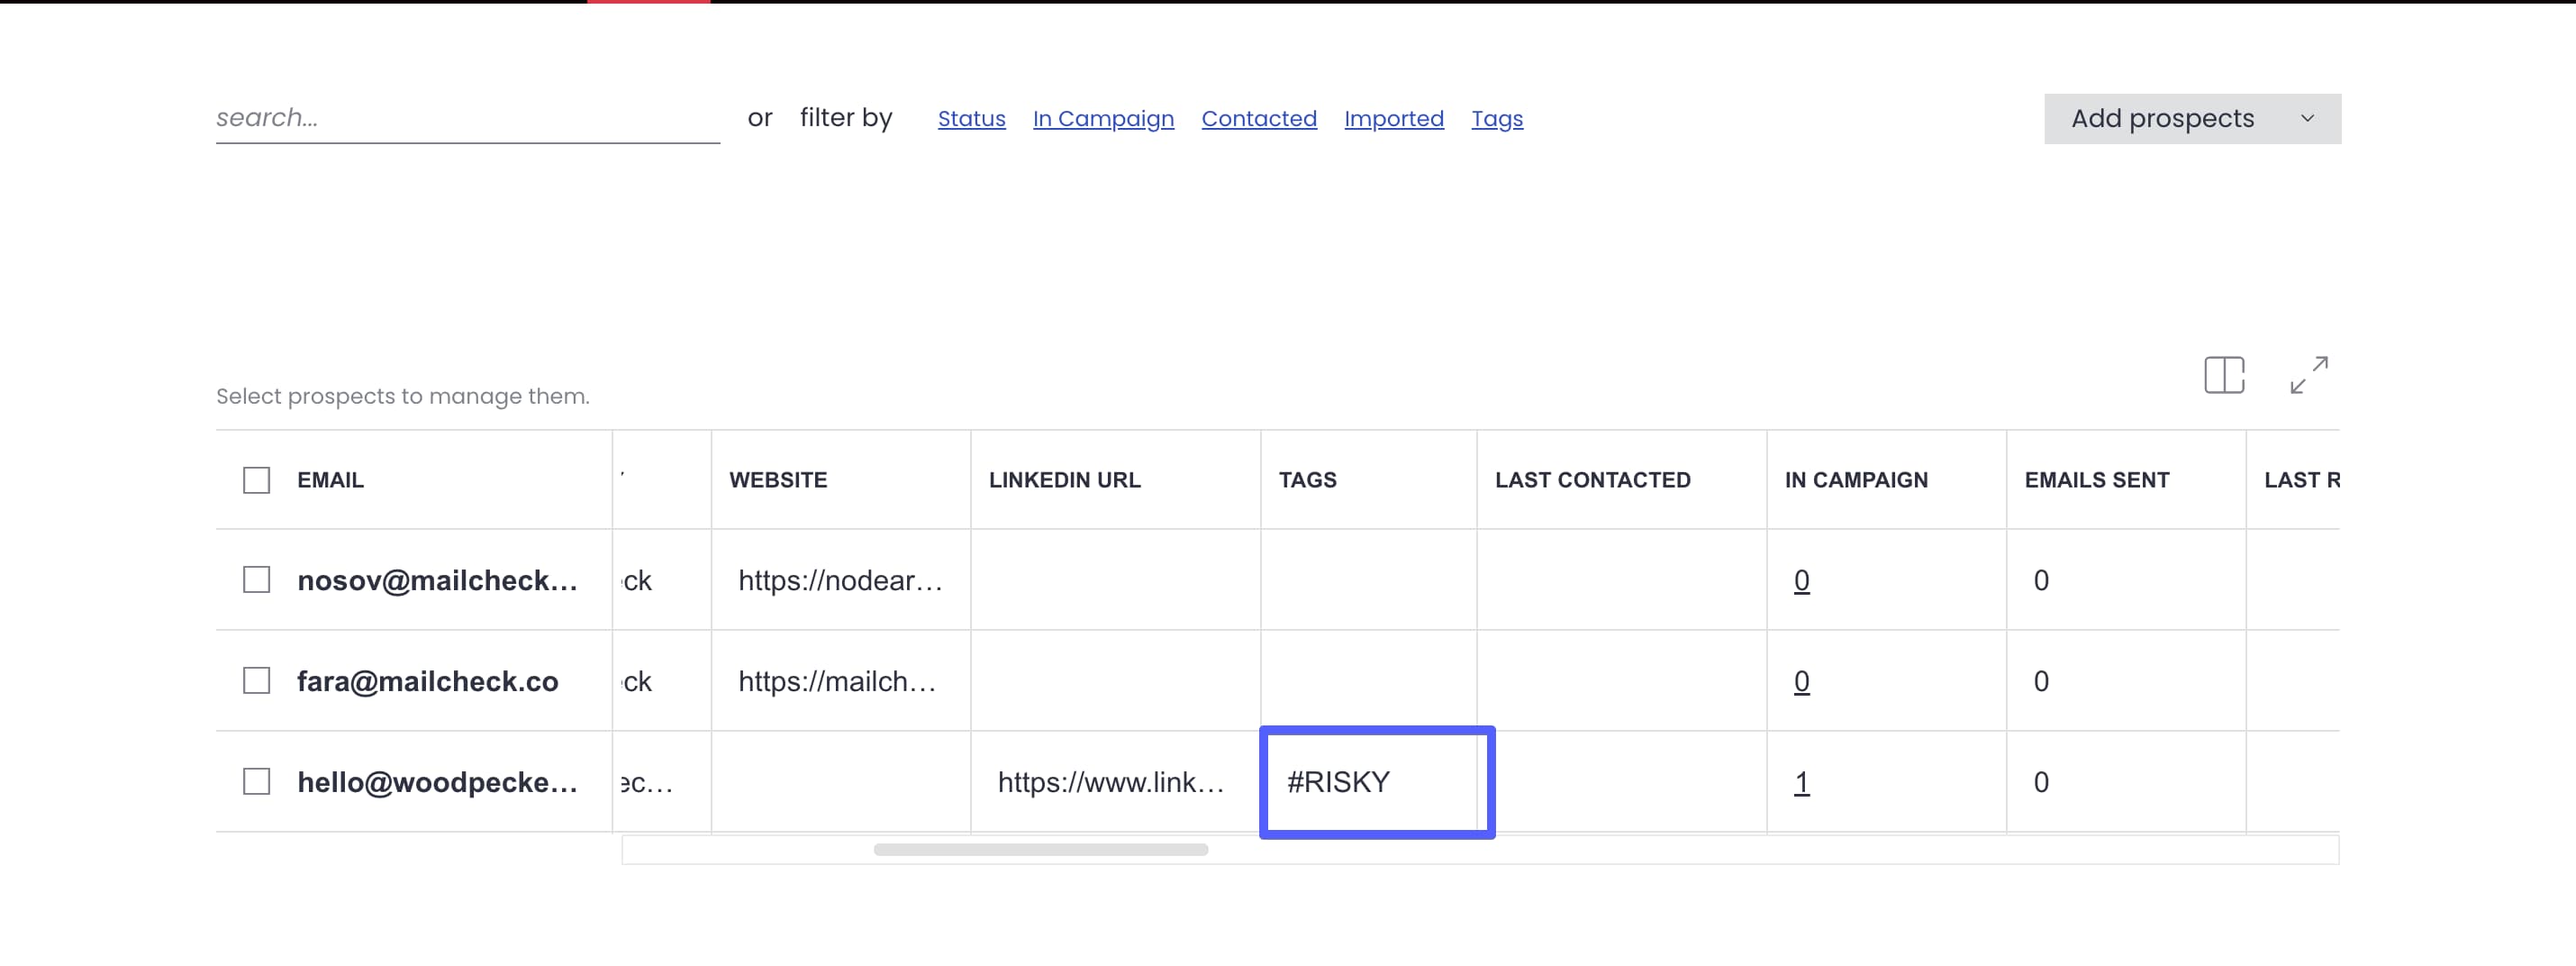 search...
or filter by Status In Campaign Contacted Imported Tags
Add prospects
Select prospects to manage them.
EMAIL WEBSITE LINKEDIN URL TAGS LAST CONTACTED IN CAMPAIGN EMAILS SENT LAST R
nosov@mailcheck... ck https://nodear... 0 0
fara@mailcheck.co ck https://mailch... 0 0
hello@woodpecke... ec... https://www.link... #RISKY 1 0